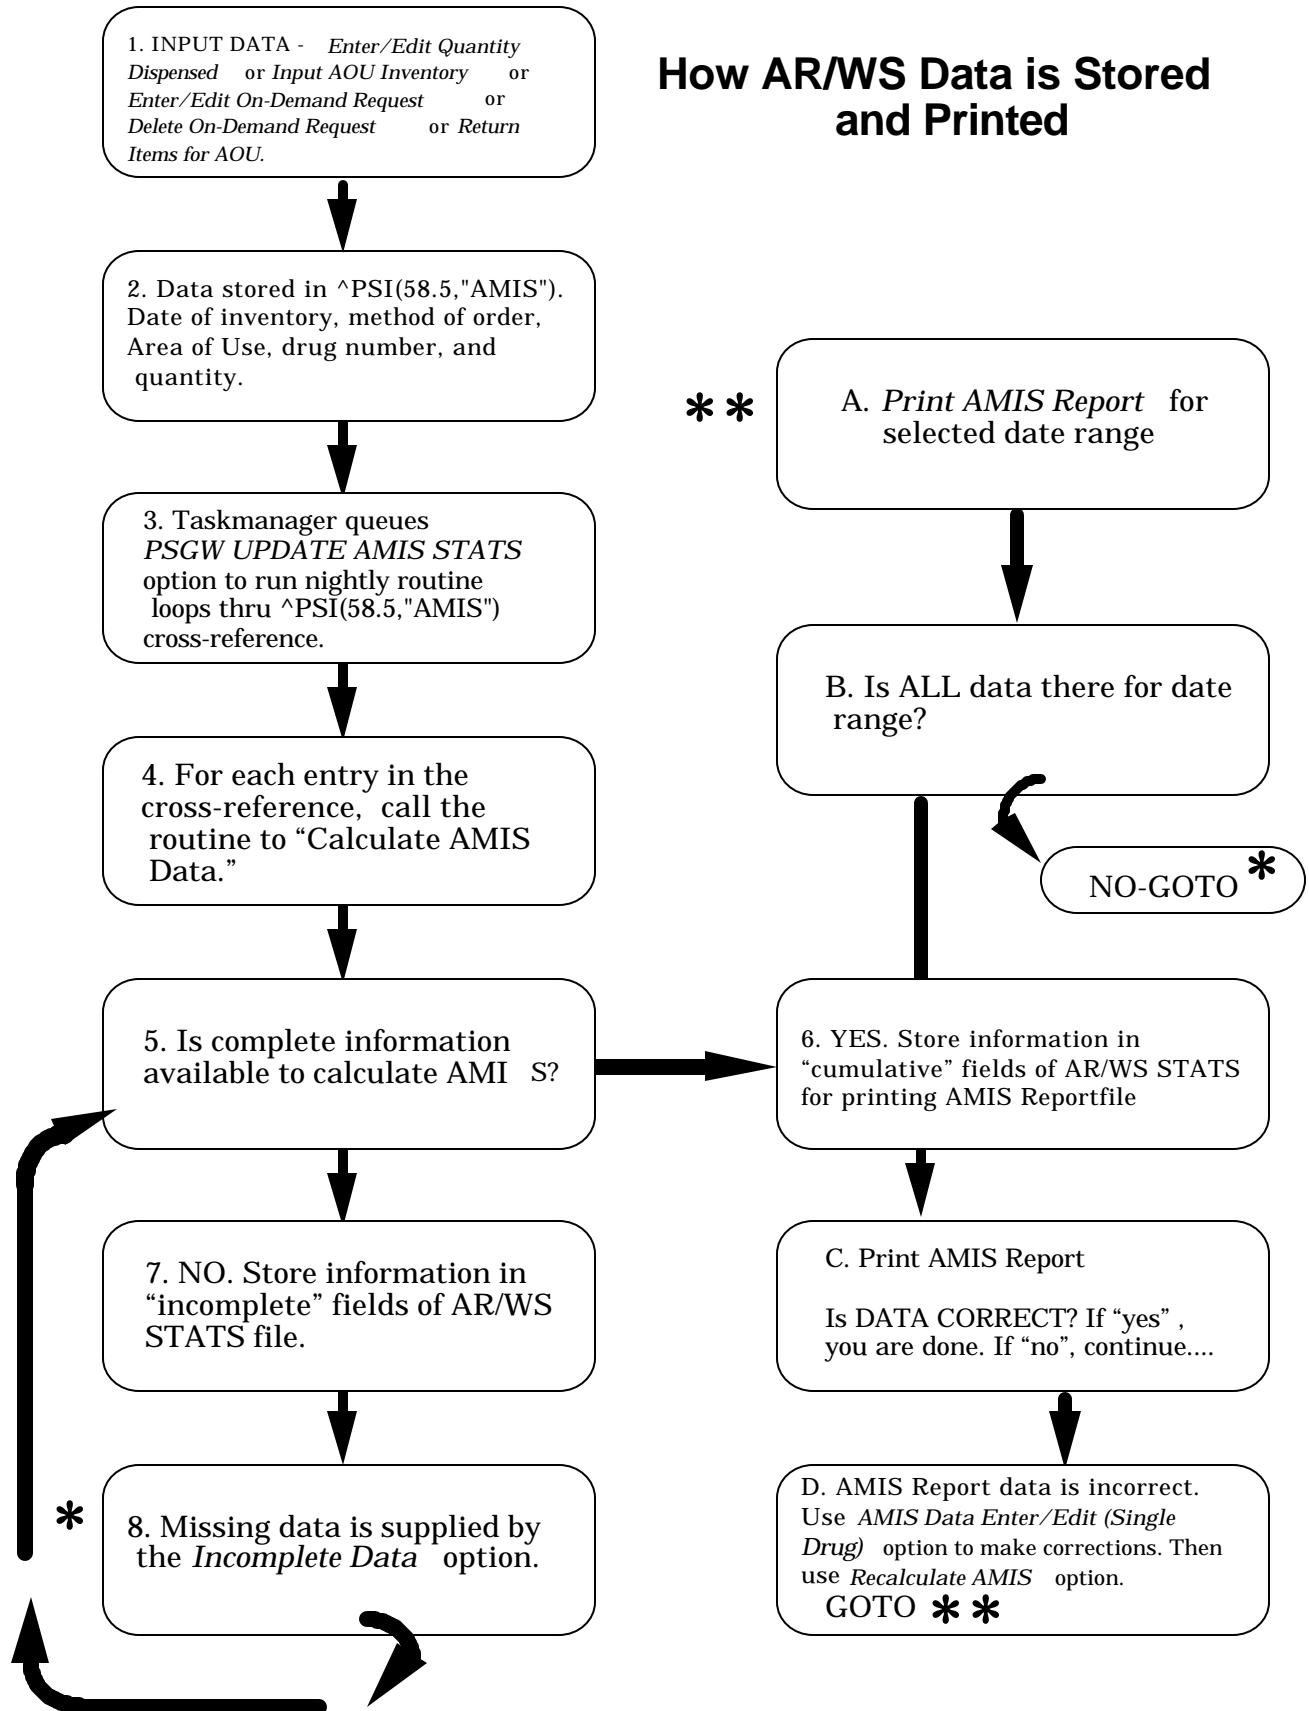 How AR/WS Data is Stored
and Printed
1. INPUT DATA - Enter/Edit Quantity
Dispensed or Input AOU Inventory or
Enter/Edit On-Demand Request or
Delete On-Demand Request or Return
Items for AOU.
2. Data stored in ^PSI(58.5,"AMIS").
Date of inventory, method of order,
Area of Use, drug number, and
quantity.
3. Taskmanager queues
PSGW UPDATE AMIS STATS
option to run nightly routine
loops thru ^PSI(58.5,"AMIS")
cross-reference.
4. For each entry in the
cross-reference, call the
routine to “Calculate AMIS
Data.”
5. Is complete information
available to calculate AMI S?
7. NO. Store information in
“incomplete” fields of AR/WS
STATS file.
*
8. Missing data is supplied by
the Incomplete Data option.
**
A. Print AMIS Report for
selected date range
B. Is ALL data there for date
range?
NO-GOTO *
6. YES. Store information in
“cumulative” fields of AR/WS STATS
for printing AMIS Reportfile
C. Print AMIS Report
Is DATA CORRECT? If “yes” ,
you are done. If “no”, continue....
D. AMIS Report data is incorrect.
Use AMIS Data Enter/Edit (Single
Drug) option to make corrections. Then
use Recalculate AMIS option.
GOTO **